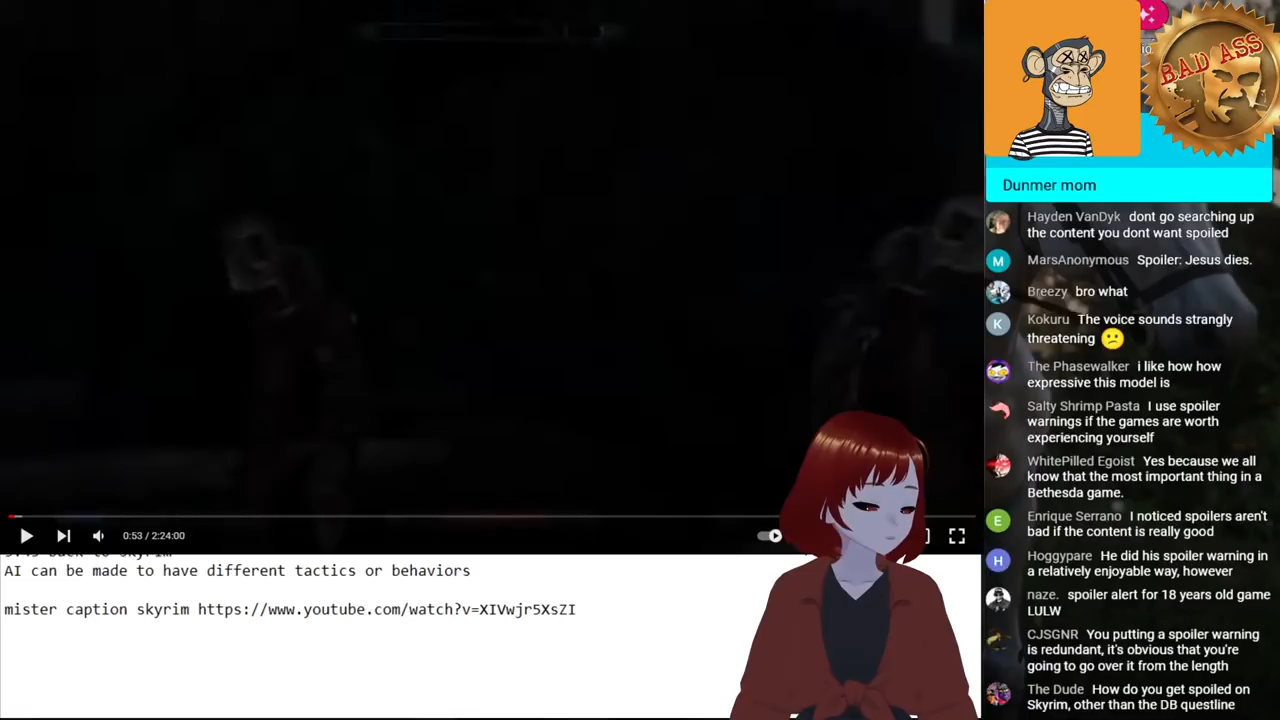 BAD ASS
IO.
Dunmer mom
Hayden VanDyk dont go searching up
the content you dont want spoiled
M
MarsAnonymous Spoiler: Jesus dies.
Breezy bro what
K
Kokuru The voice sounds strangly
threatening
The Phasewalker i like how how
expressive this model is
Salty Shrimp Pasta I use spoiler
warnings if the games are worth
experiencing yourself
WhitePilled Egoist Yes because we all
know that the most important thing in a
Bethesda game.
E
Enrique Serrano I noticed spoilers aren't
bad if the content is really good
H
Hoggypare He did his spoiler warning in
a relatively enjoyable way, however
naze. spoiler alert for 18 years old game
LULW
CJSGNR You putting a spoiler warning
is redundant, it's obvious that you're
going to go over it from the length
The Dude How do you get spoiled on
Skyrim, other than the DB questline
0:53 / 2:24:00
back to skyrim
AI can be made to have different tactics or behaviors
mister caption skyrim https://www.youtube.com/watch?v=XIVwjr5XsZI